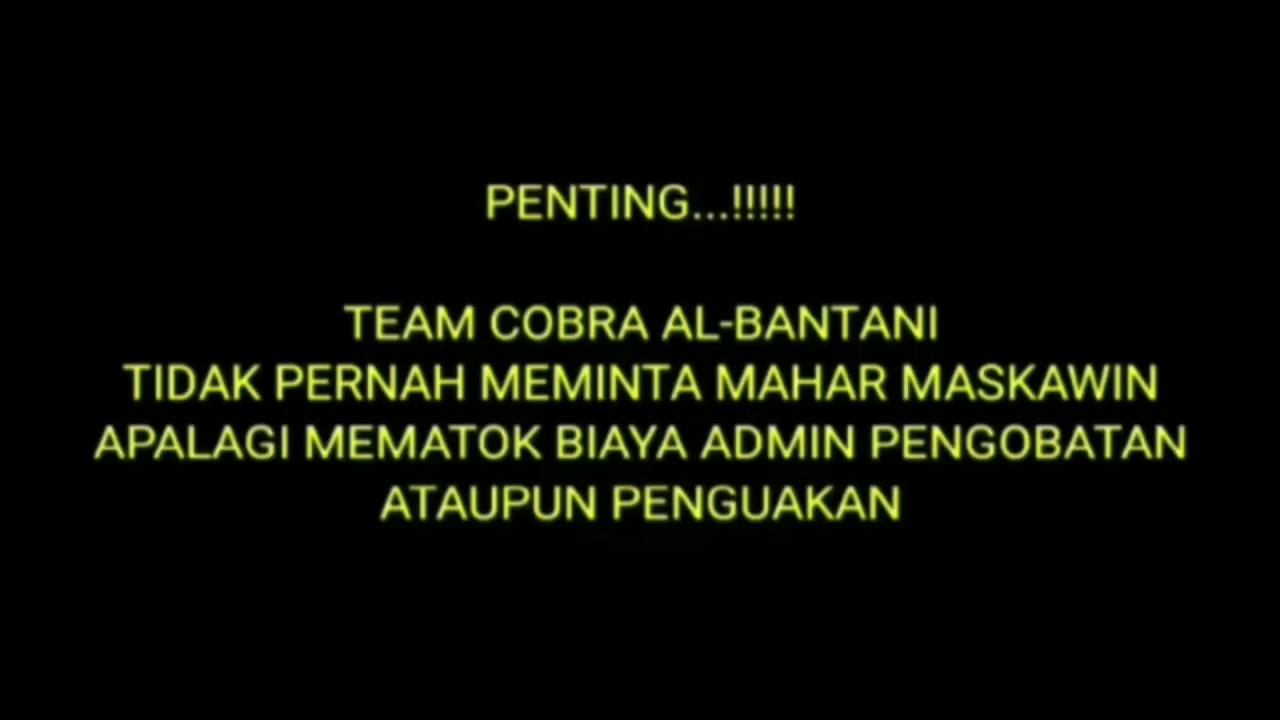 PENTING...!!!!!
TEAM COBRA AL-BANTANI
TIDAK PERNAH MEMINTA MAHAR MASKAWIN
APALAGI MEMATOK BIAYA ADMIN PENGOBATAN
ATAUPUN PENGUAKAN